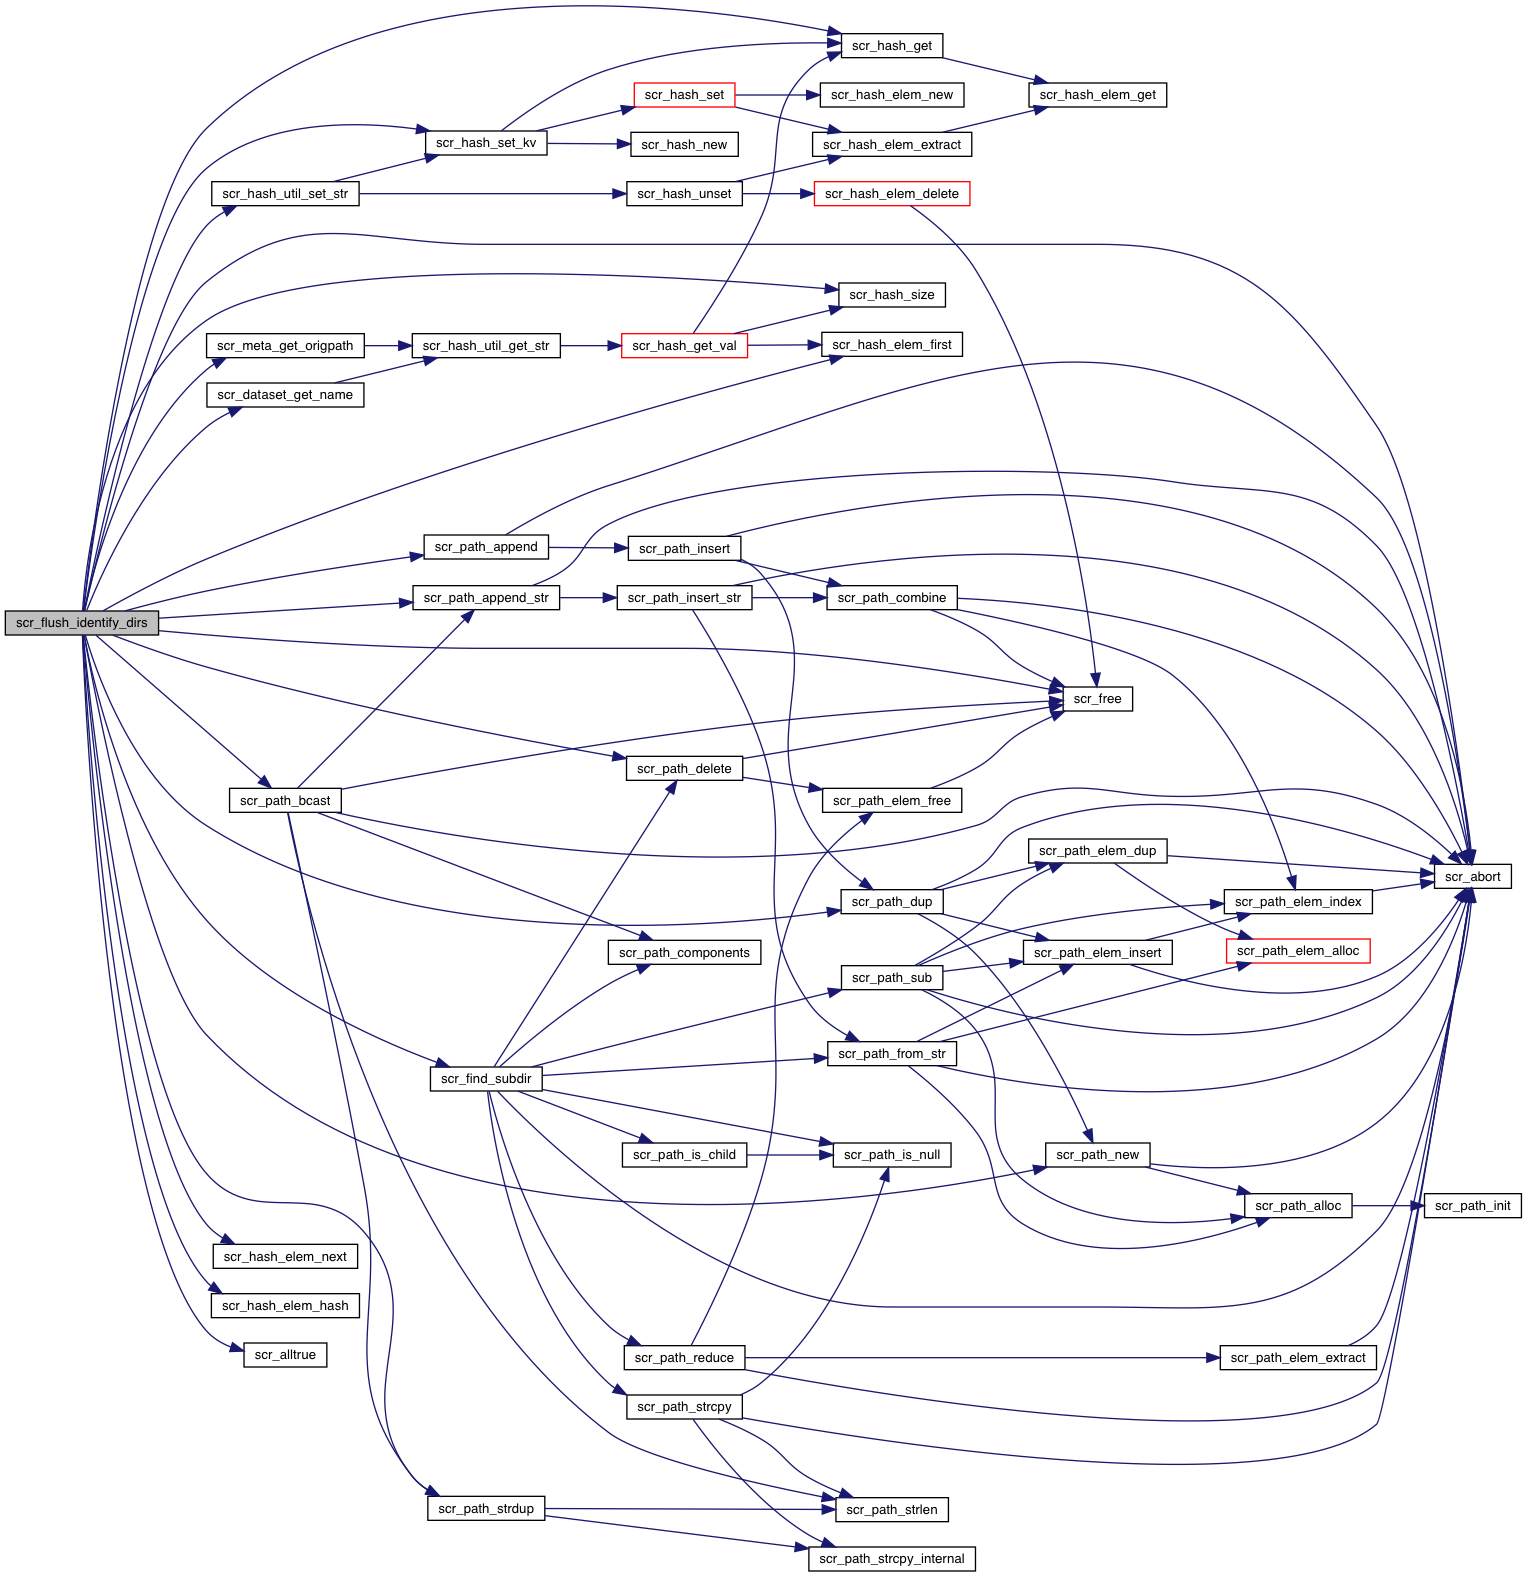 scr_hash_get
scr_hash_set
scr_hash_elem_new
scr_hash_elem_get
scr_hash_set_kv
scr_hash_new
scr_hash_elem_extract
scr_hash_util_set_str
scr_hash_unset
scr_hash_elem_delete
scr_hash_size
scr_meta_get_origpath
scr_hash_util_get_str
scr_hash_get_val
scr_hash_elem_first
scr_dataset_get_name
scr_path_append
scr_path_insert
scr_path_append_str
scr_path_insert_str
scr_path_combine
scr_flush_identify_dirs
scr_free
scr_path_delete
scr_path_bcast
scr_path_elem_free
scr_path_elem_dup
scr_abort
scr_path_dup
scr_path_elem_index
scr_path_components
scr_path_elem_insert
scr_path_elem_alloc
scr_path_sub
scr_path_from_str
scr_find_subdir
scr_path_is_child
scr_path_is_null
scr_path_new
scr_path_alloc
scr_path_init
scr_hash_elem_next
scr_hash_elem_hash
scr_alltrue
scr_path_reduce
scr_path_elem_extract
scr_path_strcpy
scr_path_strdup
scr_path_strlen
scr_path_strcpy_internal